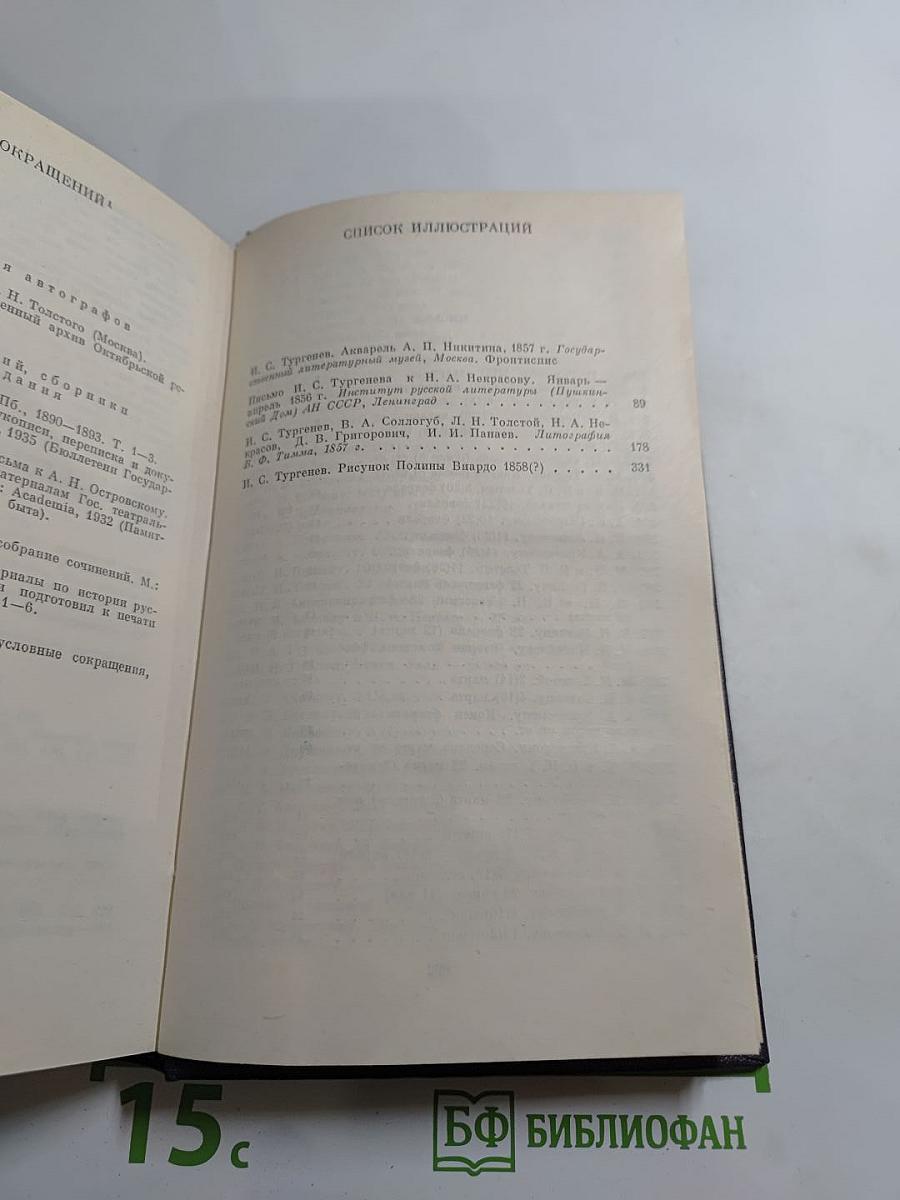 ОКРАЩЕНИЙ¹
я автографов
Н. Толстого (Москва).
енный архив Октябрьской ре-
ий, сборники
дания
Пб., 1890—1893. Т. 1—3.
укописи, переписка и доку-
, 1935 (Бюллетени Государ-
сьма к А. Н. Островскому.
атериалам Гос. театраль-
: Academia, 1932 (Памят-
быта).
собрание сочинений. М.:
ериалы по истории рус-
и подготовил к печати
1—6.
условные сокращения,
СПИСОК ИЛЛЮСТРАЦИЙ
И. С. Тургенев. Акварель А. П. Никитина, 1857 г. Государ-
ственный литературный музей, Москва. Фронтиспис
Письмо И. С. Тургенева к Н. А. Некрасову. Январь —
апрель 1856 г. Институт русской литературы (Пушкин-
ский Дом) АН СССР, Ленинград . . . . . . . . . . . . . 89
И. С. Тургенев, В. А. Соллогуб, Л. Н. Толстой, Н. А. Не-
красов, Д. В. Григорович, И. И. Панаев. Литография
В. Ф. Тимма, 1857 г. . . . . . . . . . . . . . . . . . . 178
И. С. Тургенев. Рисунок Полины Виардо 1858(?) . . . . . 331
15 с
БФ БИБЛИОФАН